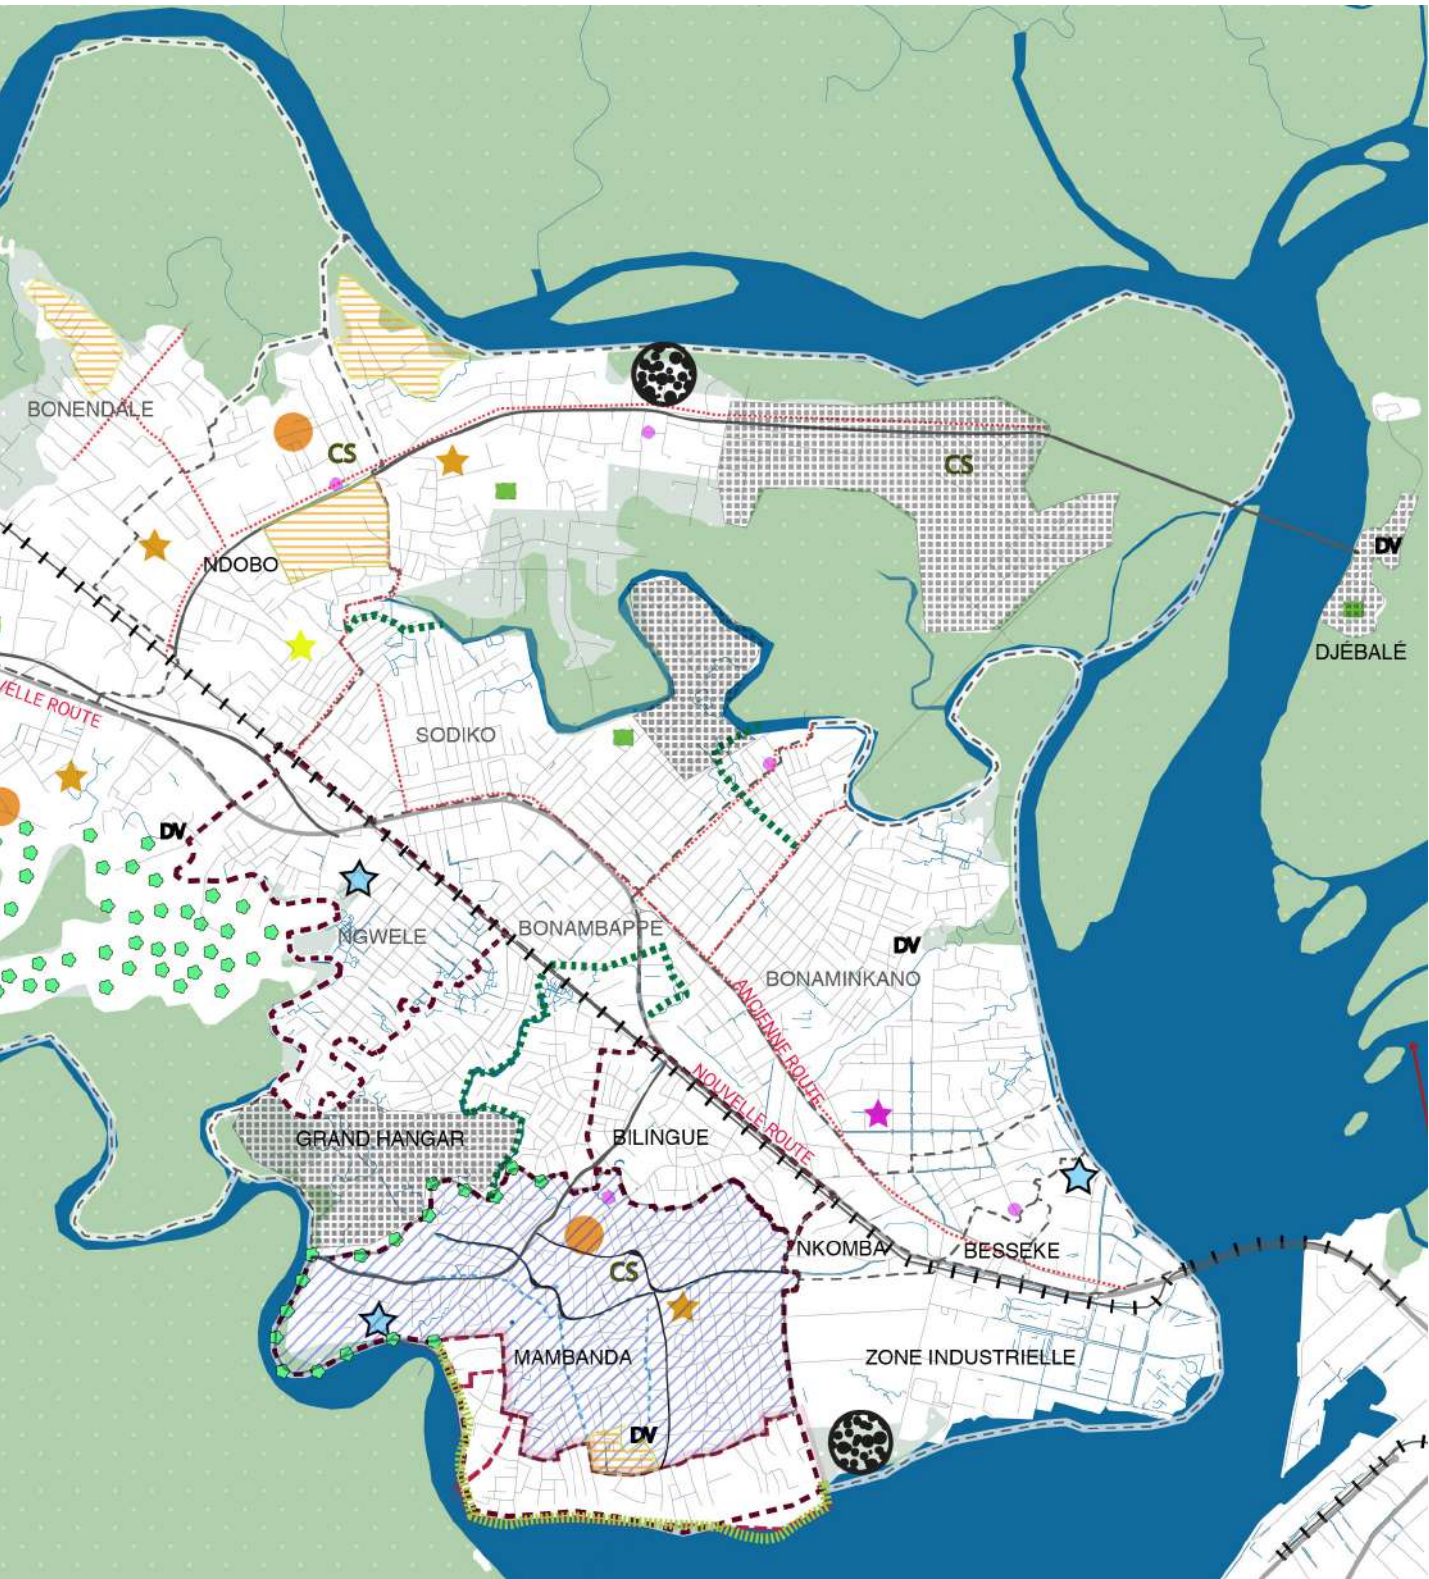 BONENDALE
CS
CS
DV
NDOBO
DJÉBALÉ
ELLE ROUTE
SODIKO
DV
BONAMBAPPE
NGWELE
DV
BONAMINKANO
ANCIENNE ROUTE
NOUVELLE ROUTE
GRAND HANGAR
BILINGUE
NKOMBA
BESSEKE
CS
MAMBANDA
ZONE INDUSTRIELLE
DV